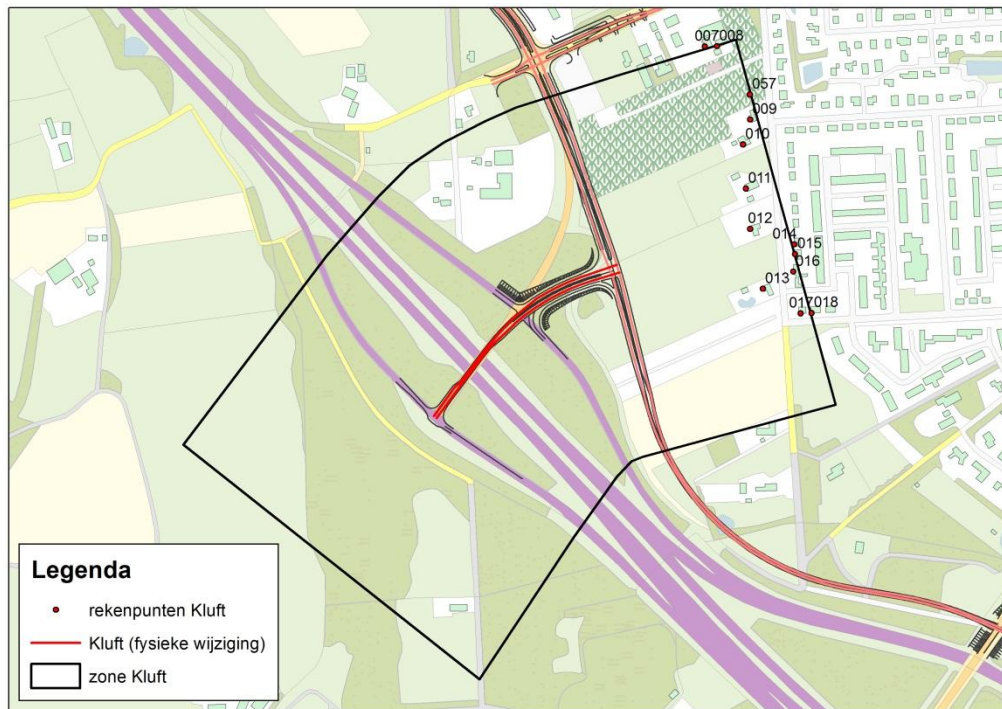 007008
057
009
010
011
012
014
015
016
013
017018
Legenda
rekenpunten Kluft
Kluft (fysieke wijziging)
zone Kluft